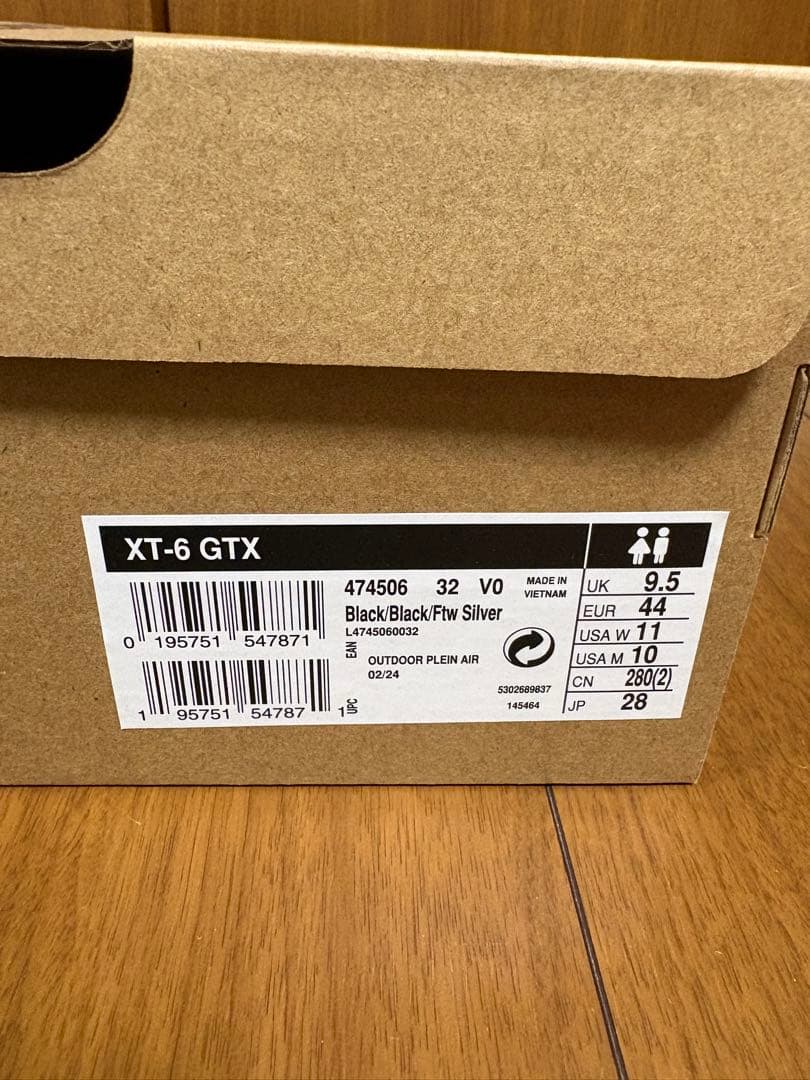 XT-6 GTX
474506 32 V0
MADE IN
VIETNAM
Black/Black/Ftw Silver
L4745060032
0 195751 547871
EAN
OUTDOOR PLEIN AIR
02/24
1 95751 54787 1
UPC
5302689837
145464
UK 9.5
EUR 44
USA W 11
USA M 10
CN 280(2)
JP 28